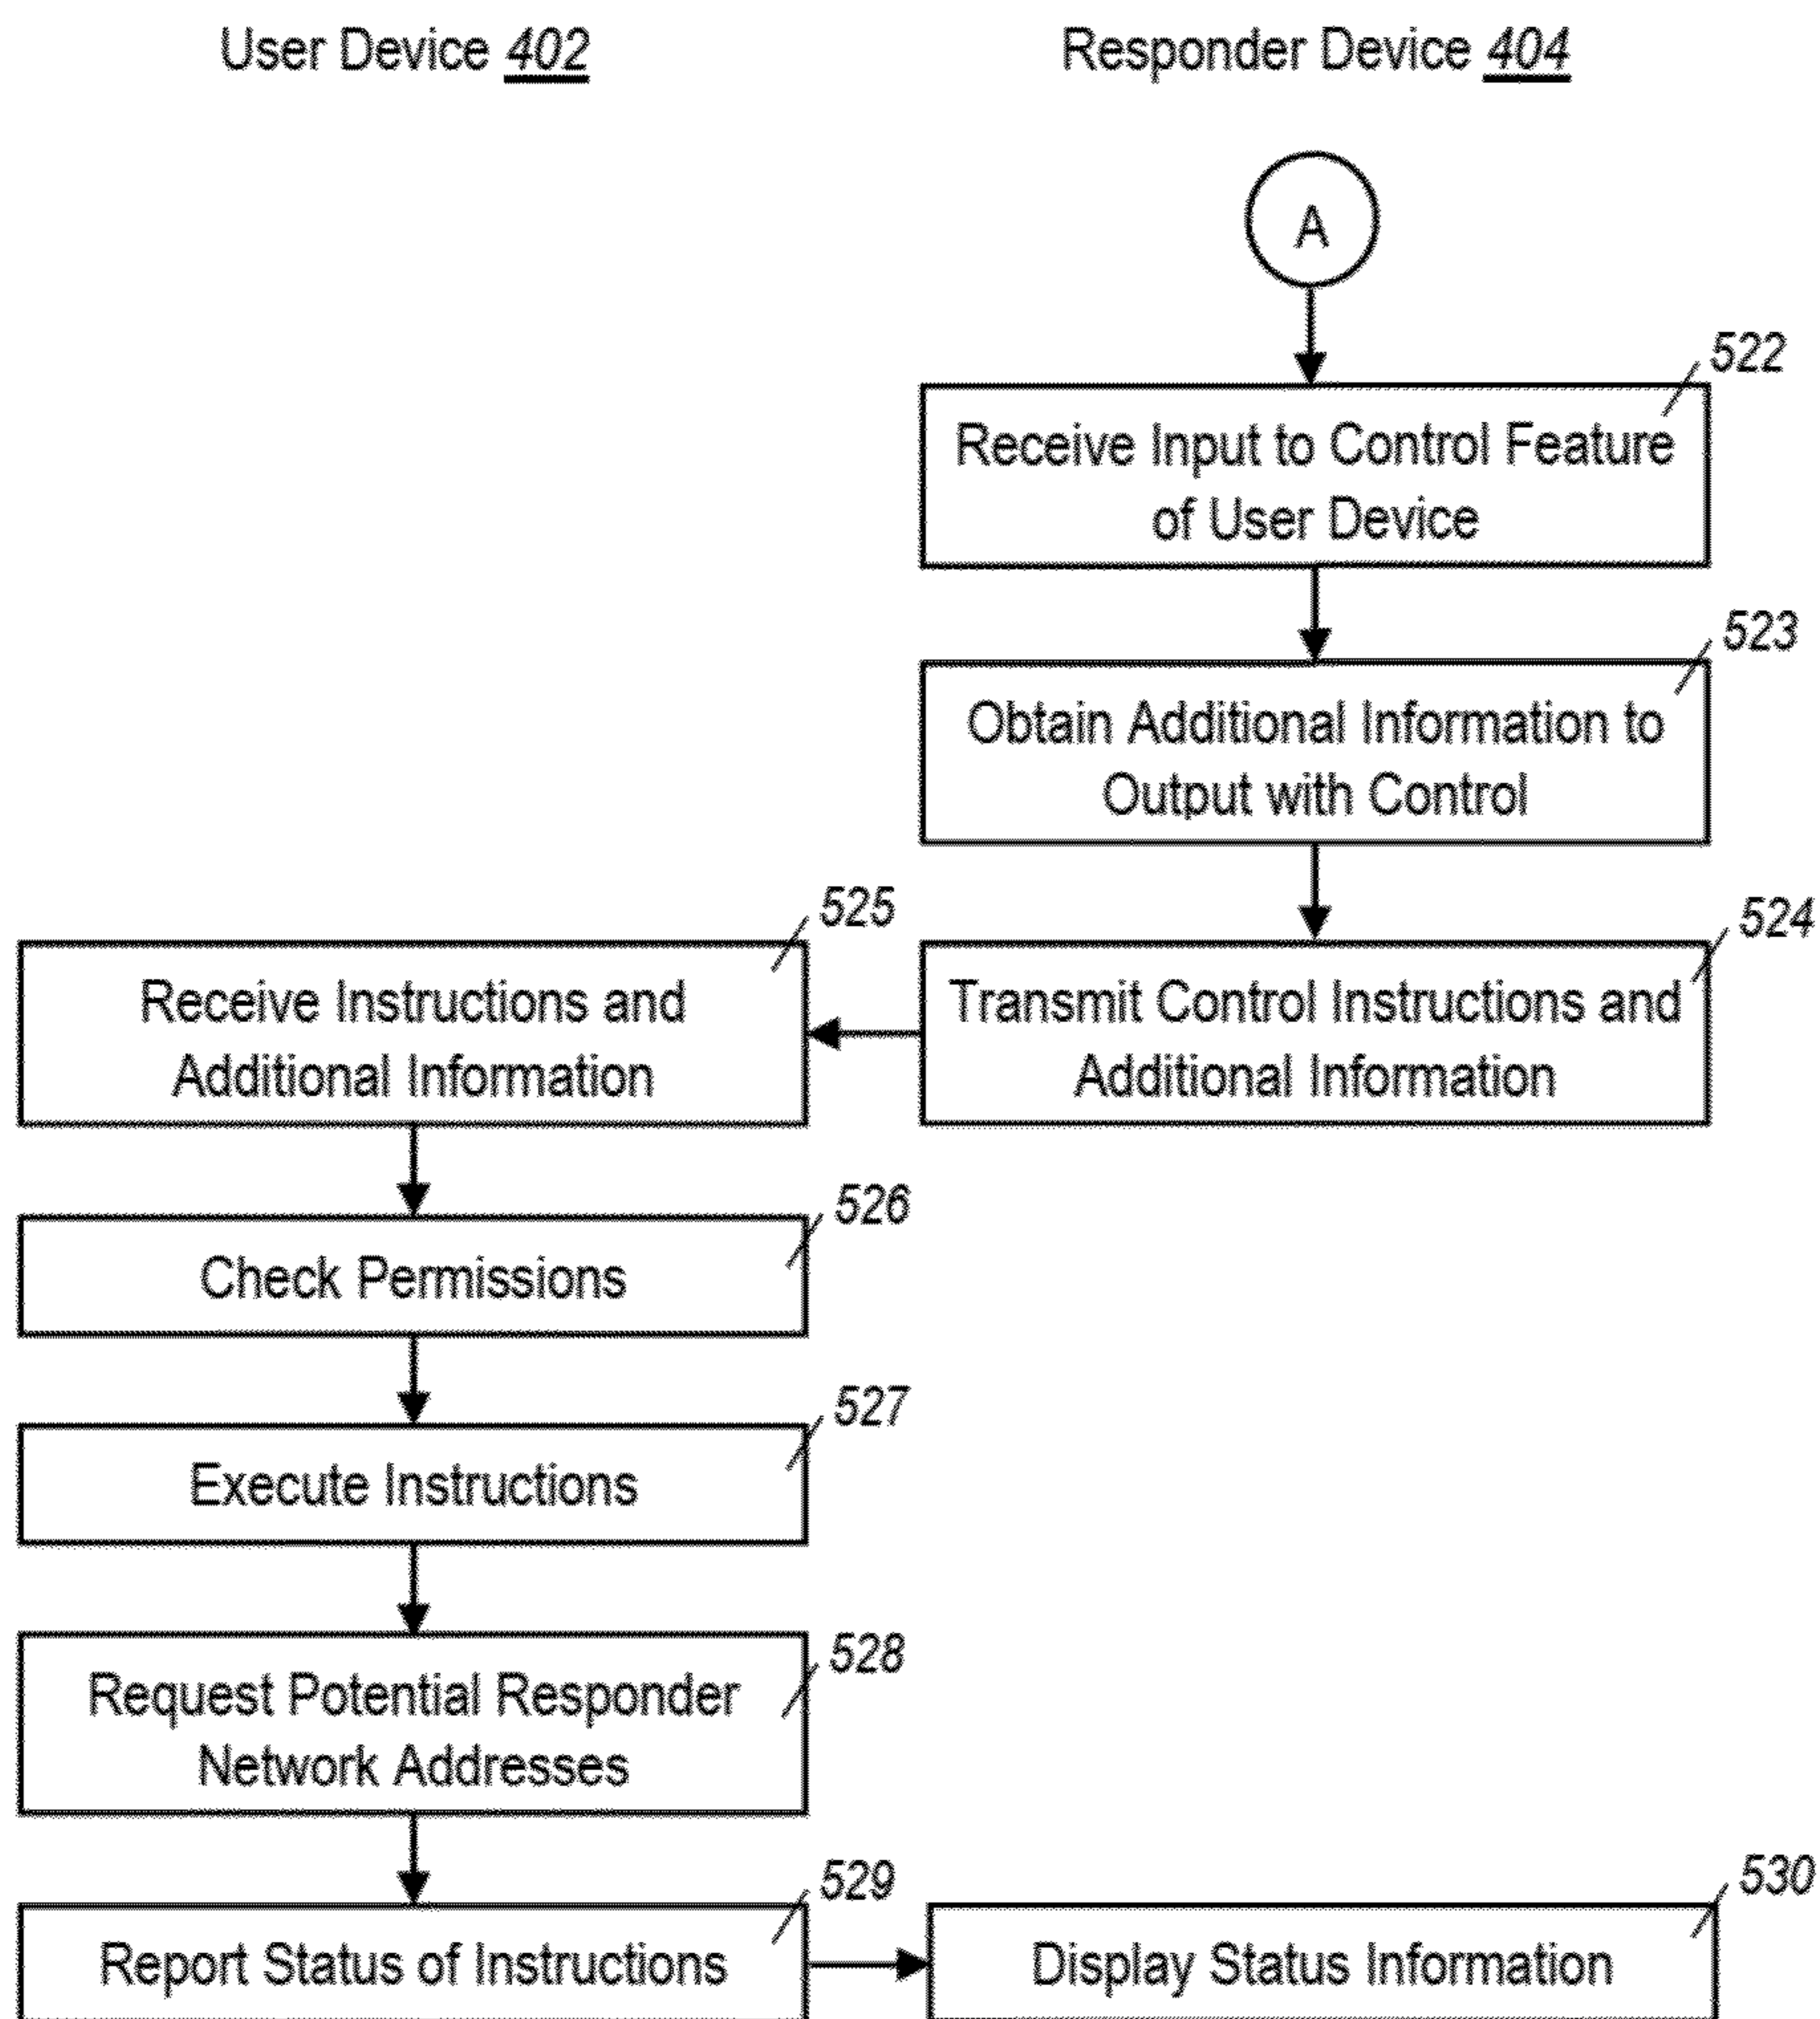 User Device 402
Responder Device 404
A
522
Receive Input to Control Feature
of User Device
523
Obtain Additional Information to
Output with Control
524
Transmit Control Instructions and
Additional Information
525
Receive Instructions and
Additional Information
526
Check Permissions
527
Execute Instructions
528
Request Potential Responder
Network Addresses
529
Report Status of Instructions
530
Display Status Information